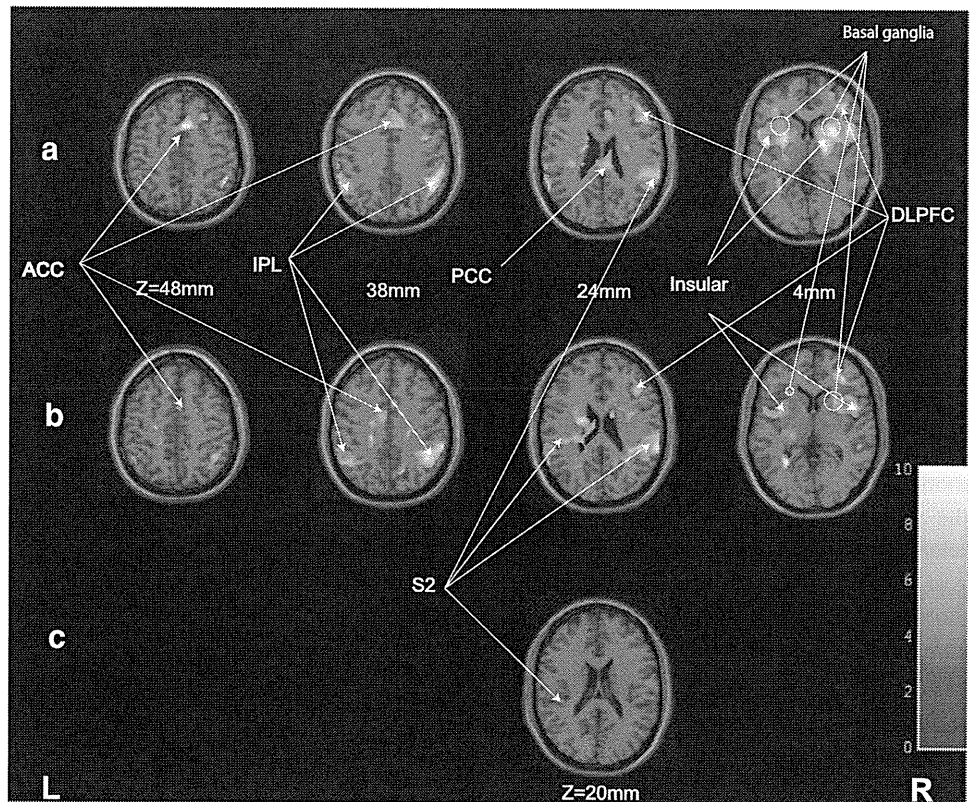 Basal ganglia
a
DLPFC
ACC
IPL
PCC
Insular
Z=48mm
38mm
24mm
4mm
b
10
8
6
4
2
0
S2
c
L
Z=20mm
R